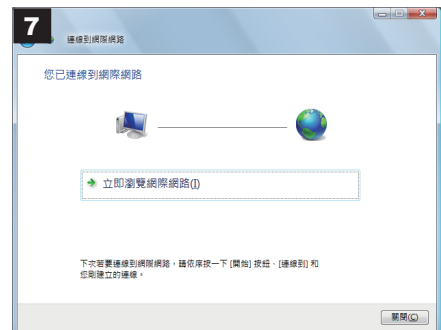 7
連線到網際網路
您已連線到網際網路
立即瀏覽網際網路(I)
下次若要連線到網際網路，請依序按一下 [開始] 按鈕、[連線到] 和
您剛建立的連線。
關閉(C)